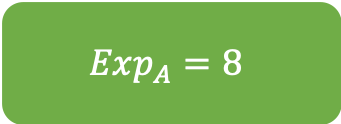 Exp_A = 8